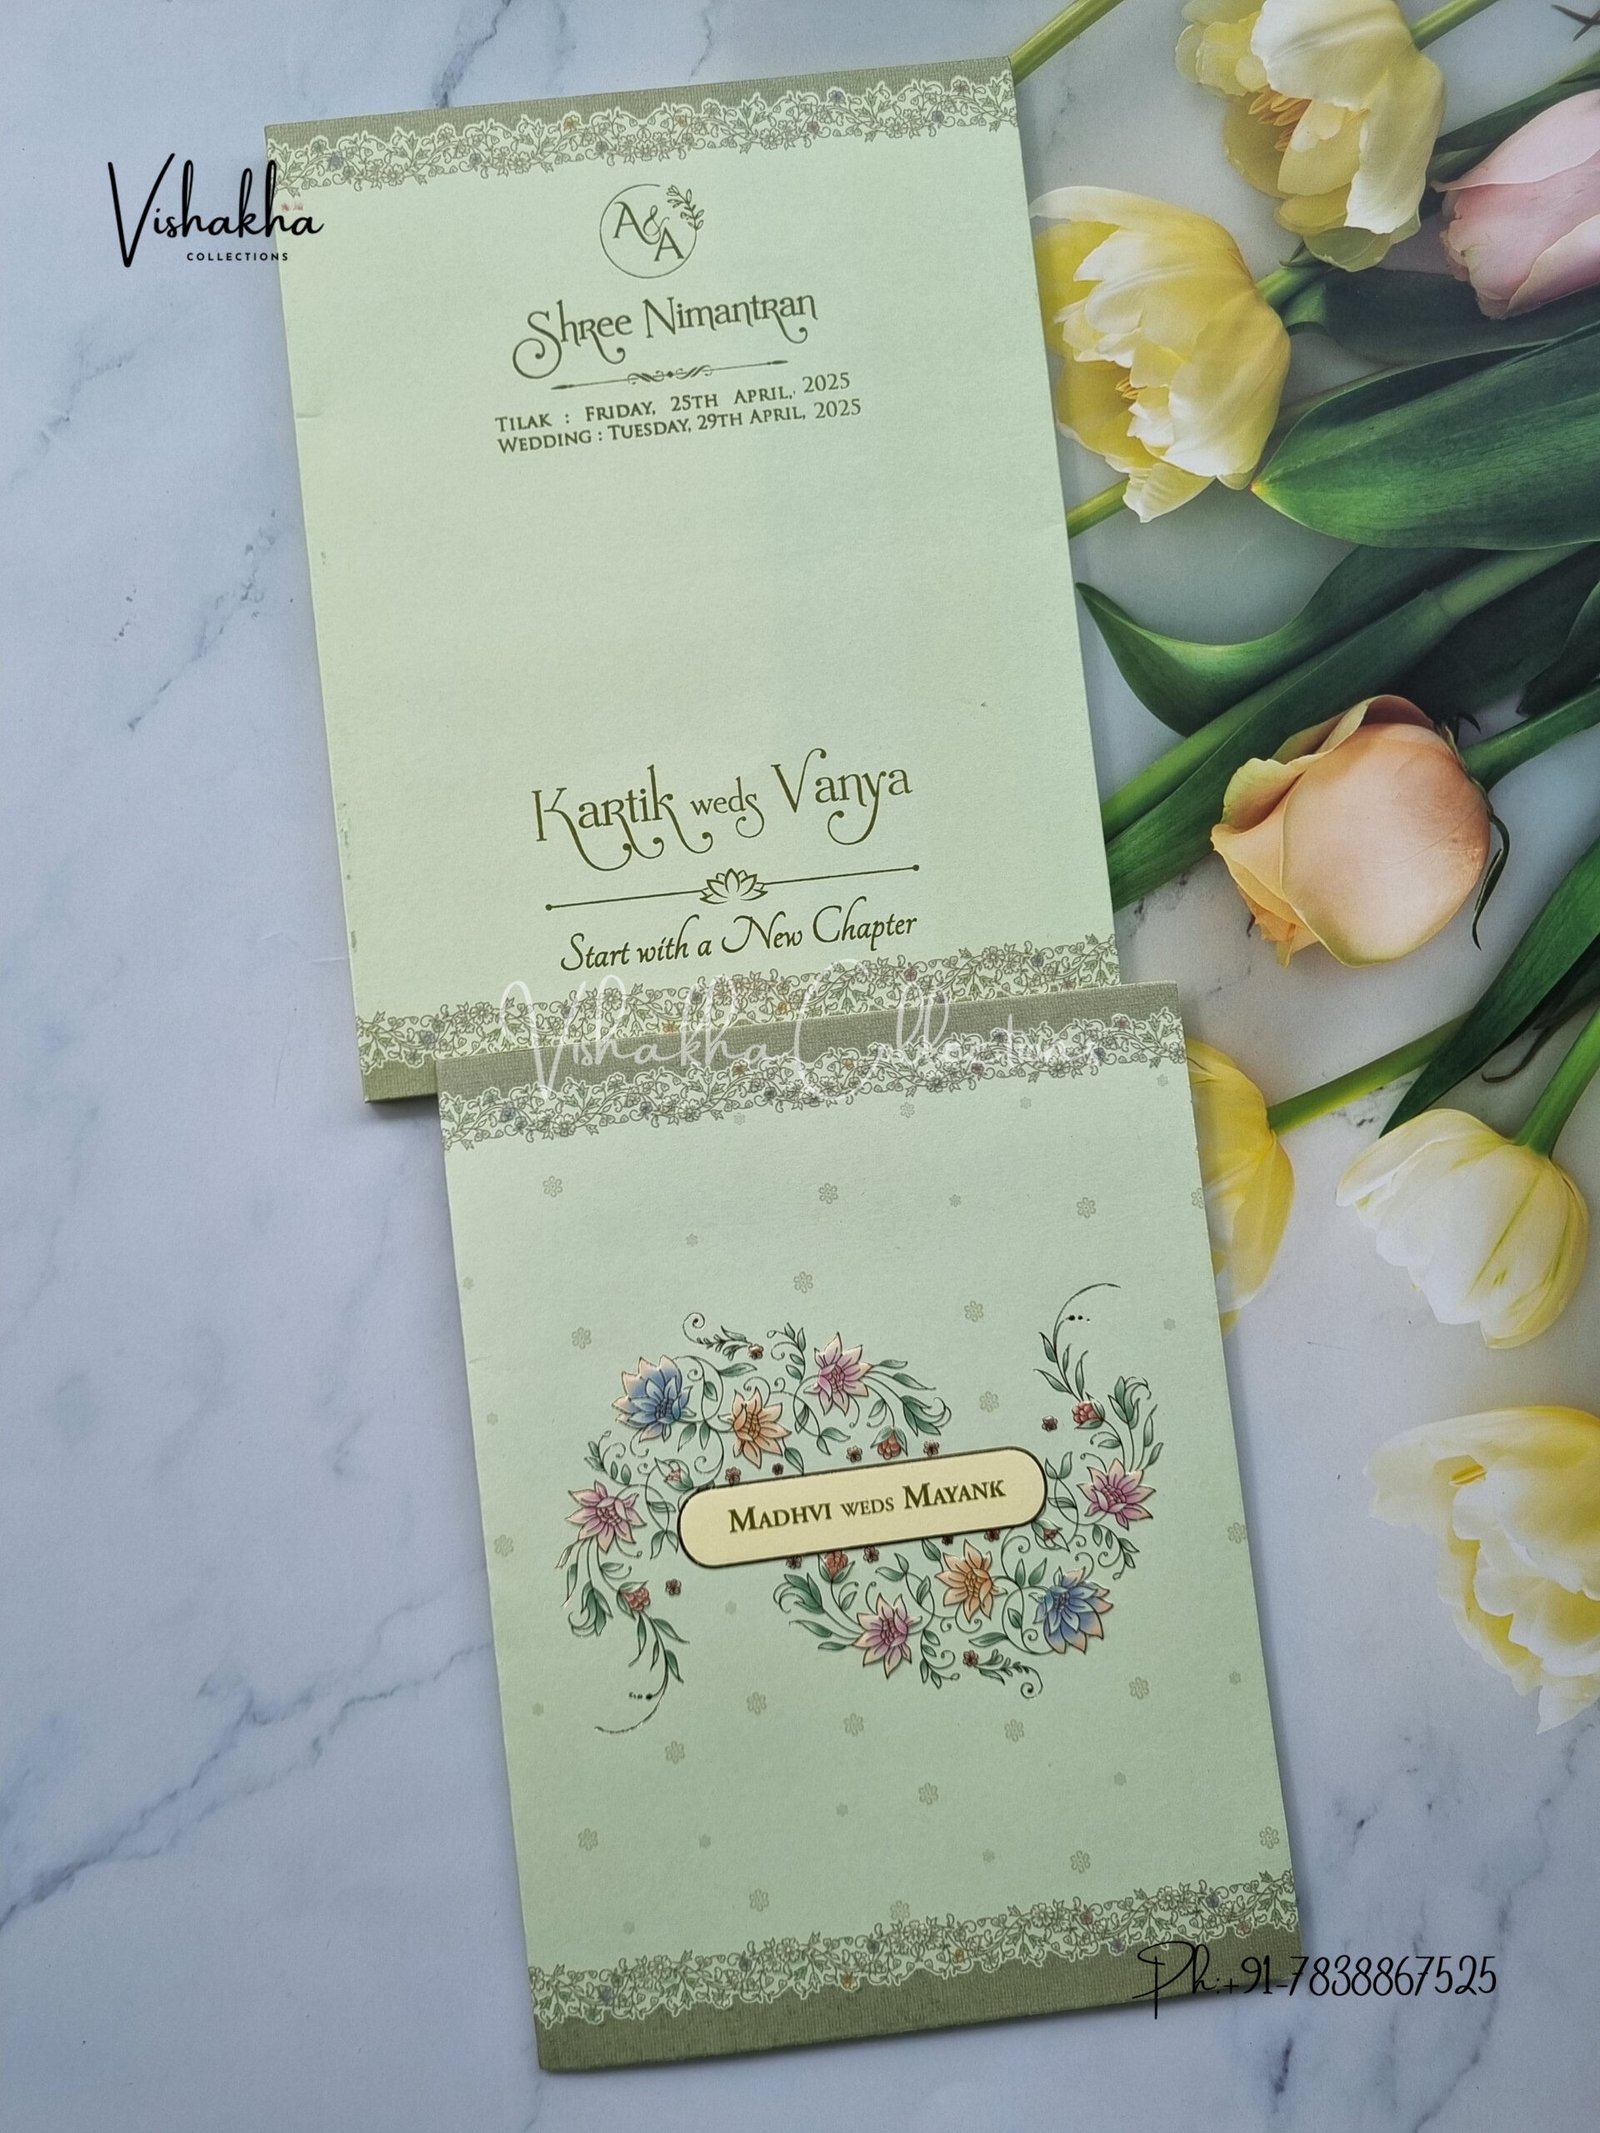 Vishakha
COLLECTIONS
A&A
Shree Nimantran
TILAK : FRIDAY, 25TH APRIL, 2025
WEDDING : TUESDAY, 29TH APRIL, 2025
Kartik weds Vanya
Start with a New Chapter
Vishakha Collections
MADHVI WEDS MAYANK
Ph:+91-7838867525